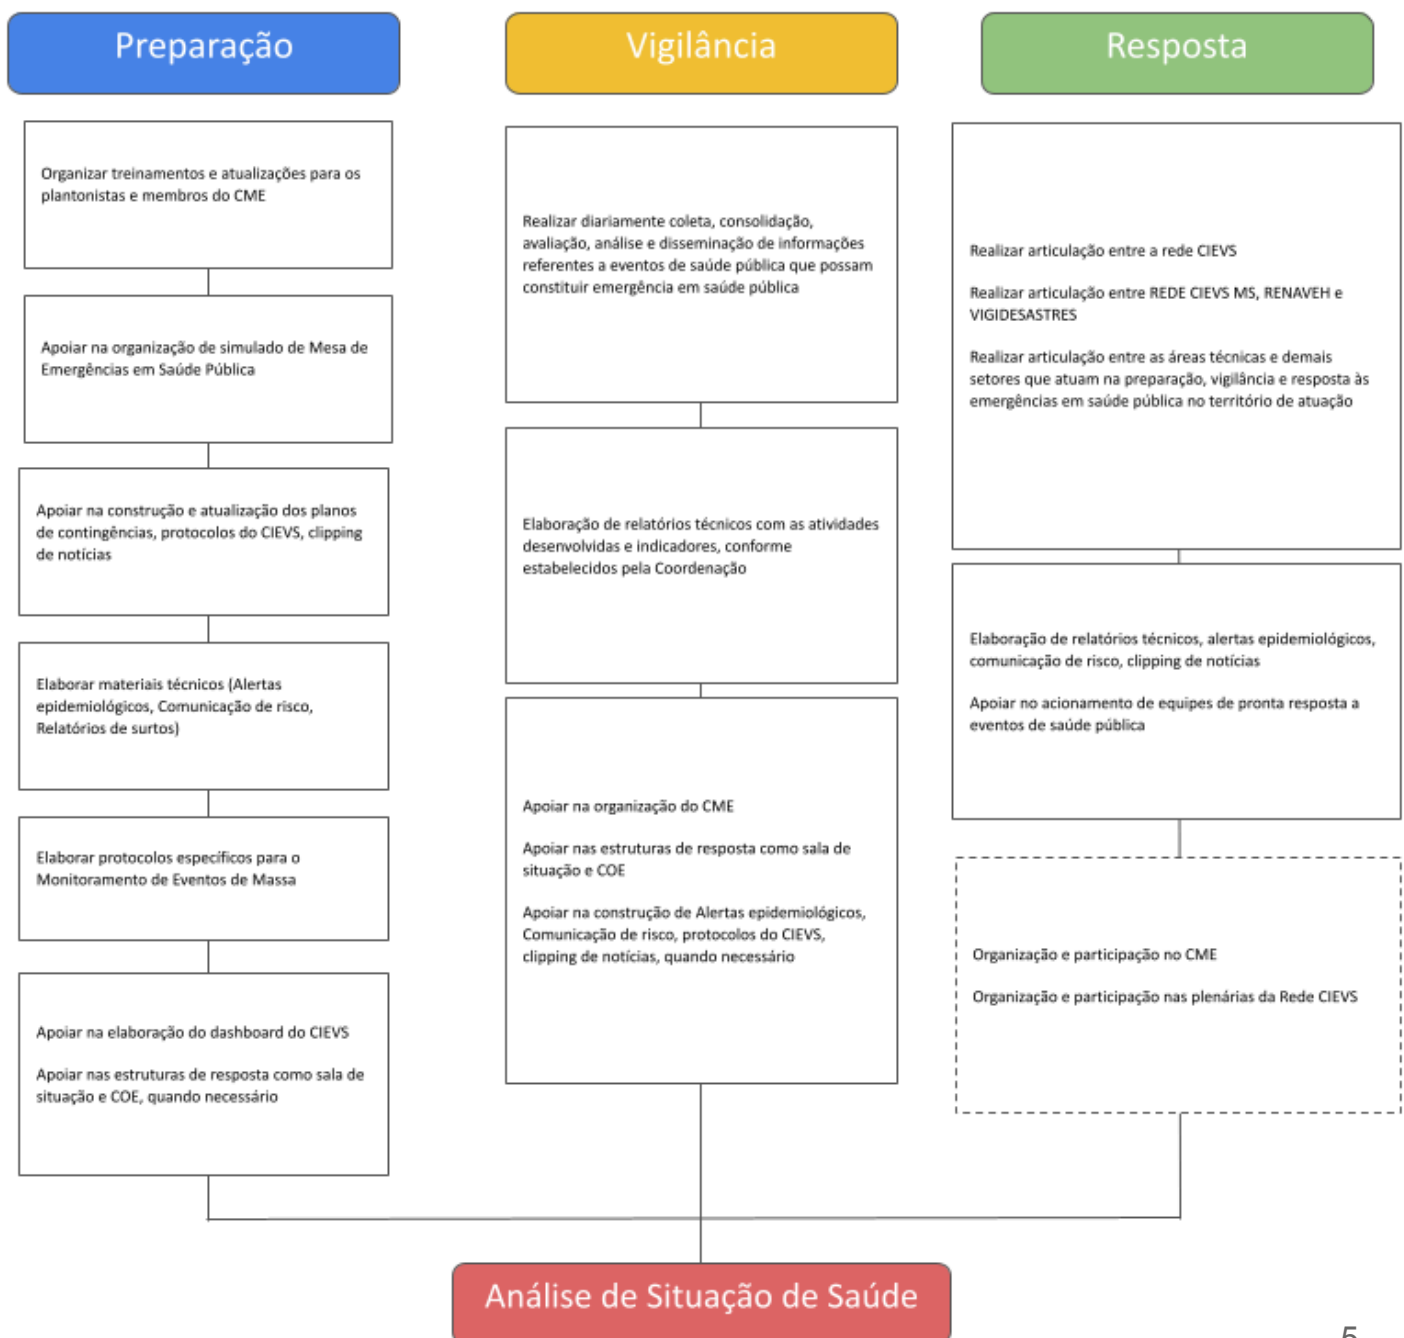 Preparação
Organizar treinamentos e atualizações para os
plantonistas e membros do CME
Apoiar na organização de simulado de Mesa de
Emergências em Saúde Pública
Apoiar na construção e atualização dos planos
de contingências, protocolos do CIEVS, clipping
de notícias
Elaborar materiais técnicos (Alertas
epidemiológicos, Comunicação de risco,
Relatórios de surtos)
Elaborar protocolos específicos para o
Monitoramento de Eventos de Massa
Apoiar na elaboração do dashboard do CIEVS
Apoiar nas estruturas de resposta como sala de
situação e COE, quando necessário
Vigilância
Realizar diariamente coleta, consolidação,
avaliação, análise e disseminação de informações
referentes a eventos de saúde pública que possam
constituir emergência em saúde pública
Elaboração de relatórios técnicos com as atividades
desenvolvidas e indicadores, conforme
estabelecidos pela Coordenação
Apoiar na organização do CME
Apoiar nas estruturas de resposta como sala de
situação e COE
Apoiar na construção de Alertas epidemiológicos,
Comunicação de risco, protocolos do CIEVS,
clipping de notícias, quando necessário
Resposta
Realizar articulação entre a rede CIEVS
Realizar articulação entre REDE CIEVS MS, RENAVEH e
VIGIDESASTRES
Realizar articulação entre as áreas técnicas e demais
setores que atuam na preparação, vigilância e resposta às
emergências em saúde pública no território de atuação
Elaboração de relatórios técnicos, alertas epidemiológicos,
comunicação de risco, clipping de notícias
Apoiar no acionamento de equipes de pronta resposta a
eventos de saúde pública
Organização e participação no CME
Organização e participação nas plenárias da Rede CIEVS
Análise de Situação de Saúde
5